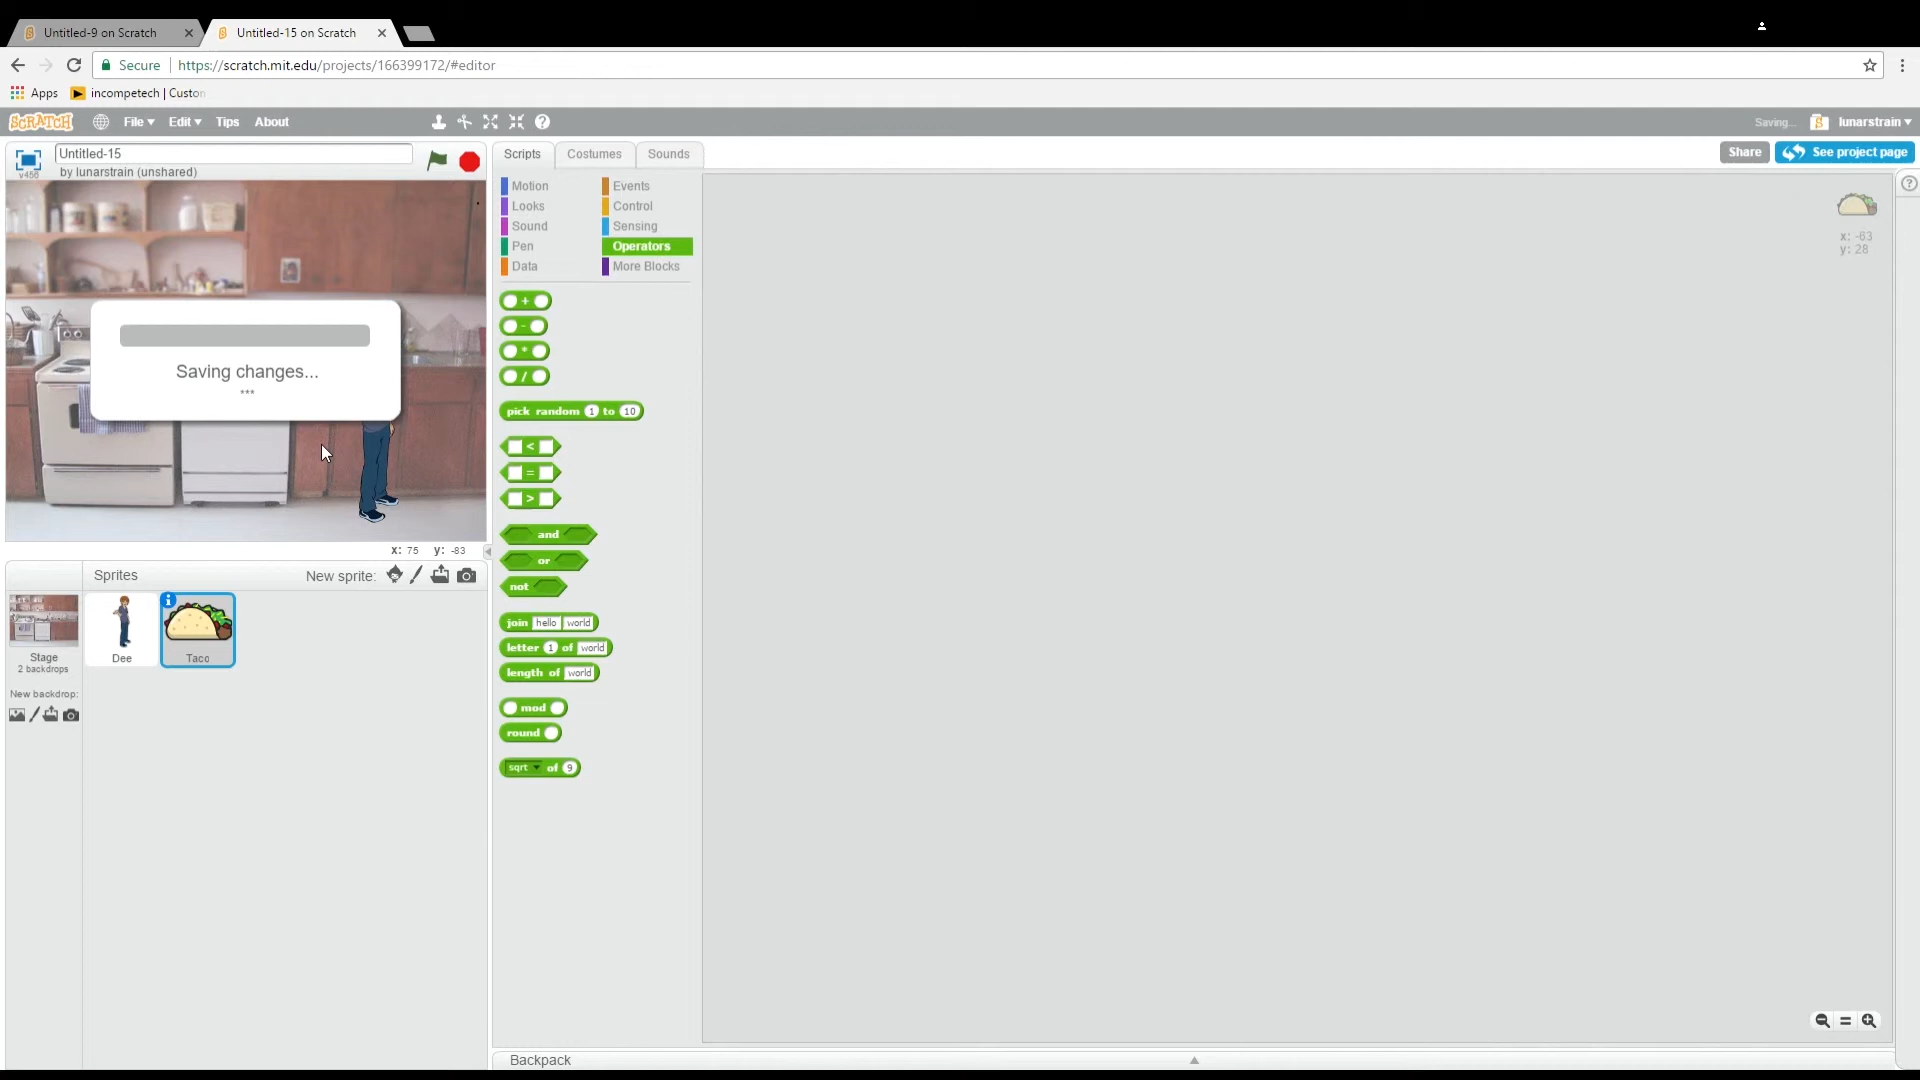 Untitled-9 on Scratch
Untitled-15 on Scratch
Secure https://scratch.mit.edu/projects/166399172/#editor
Apps incompetech | Custon
SCRATCH File Edit Tips About Saving... lunarstrain
Untitled-15
by lunarstrain (unshared)
v456
Scripts Costumes Sounds
Share See project page
Motion Events
Looks Control
Sound Sensing
Pen Operators
Data More Blocks
x: -63
y: 28
+
-
*
/
pick random 1 to 10
<
=
>
and
or
not
join hello world
letter 1 of world
length of world
mod
round
sqrt of 9
Saving changes...
***
x: 75 y: -83
Sprites New sprite:
Stage
2 backdrops
New backdrop:
Dee
Taco
Backpack